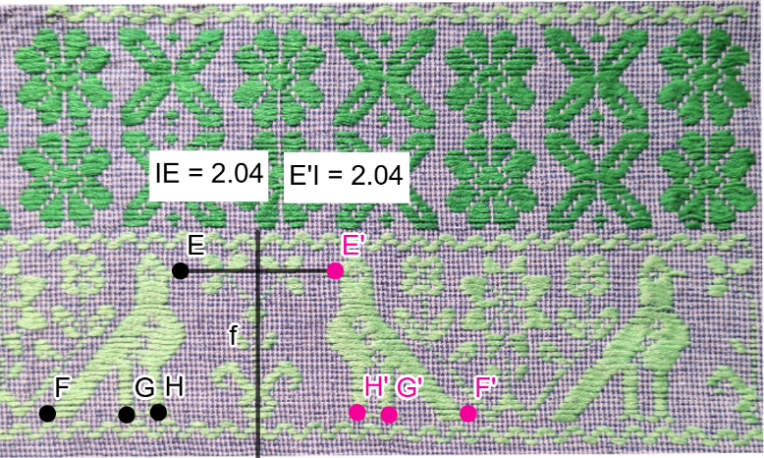 IE = 2.04
E'I = 2.04
E
E'
f
F
G H
H' G'
F'